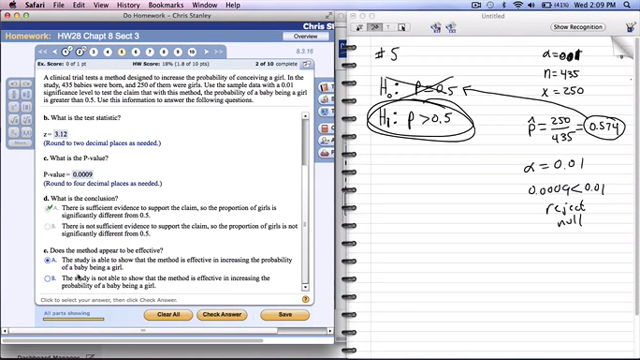 Safari File Edit View History Bookmarks Window Help
Wed 2:09 PM
Do Homework - Chris Stanley
Untitled
Chris St
Homework: HW28 Chapt 8 Sect 3
Overview
Show Recognition
8.3.16
Ex. Score: 0 of 1 pt
HW Score: 18% (1.8 of 10 pts)
2 of 10 complete
A clinical trial tests a method designed to increase the probability of conceiving a girl. In the
study, 435 babies were born, and 250 of them were girls. Use the sample data with a 0.01
significance level to test the claim that with this method, the probability of a baby being a girl
is greater than 0.5. Use this information to answer the following questions.
b. What is the test statistic?
z = 3.12
(Round to two decimal places as needed.)
c. What is the P-value?
P-value = 0.0009
(Round to four decimal places as needed.)
d. What is the conclusion?
A. There is sufficient evidence to support the claim, so the proportion of girls is
significantly different from 0.5.
B. There is not sufficient evidence to support the claim, so the proportion of girls is not
significantly different from 0.5.
e. Does the method appear to be effective?
A. The study is able to show that the method is effective in increasing the probability
of a baby being a girl.
B. The study is not able to show that the method is effective in increasing the
probability of a baby being a girl.
Click to select your answer, then click Check Answer.
All parts showing
Clear All
Check Answer
Save
#5
H₀: p = 0.5
H₁: p > 0.5
n = 435
x = 250
p̂ = 250/435 = 0.574
α = 0.01
0.0009 < 0.01
reject
null